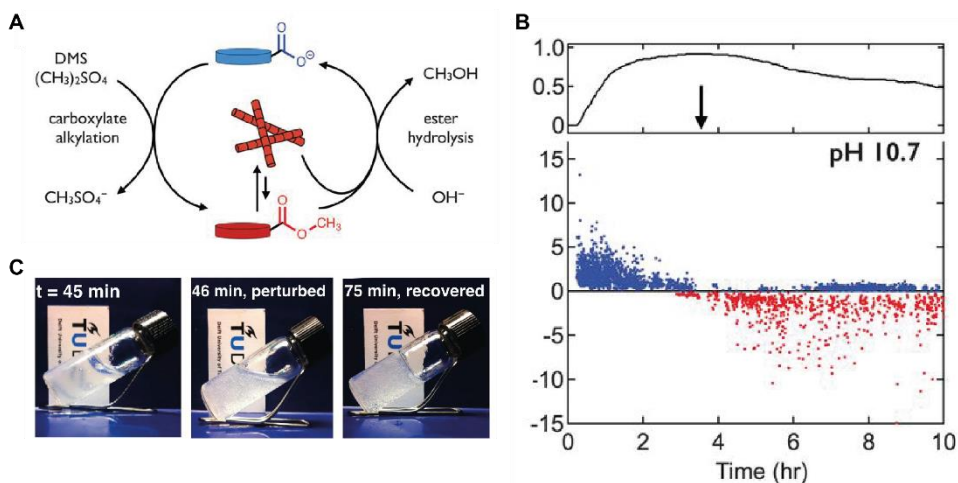 A
DMS
(CH₃)₂SO₄
carboxylate
alkylation
CH₃SO₄⁻
O
O
⊖
O
O
CH₃
CH₃OH
ester
hydrolysis
OH⁻
B
1.0
0.5
0
pH 10.7
15
10
5
0
-5
-10
-15
0
2
4
6
8
10
Time (hr)
C
t = 45 min
TU
46 min, perturbed
TU
75 min, recovered
TU